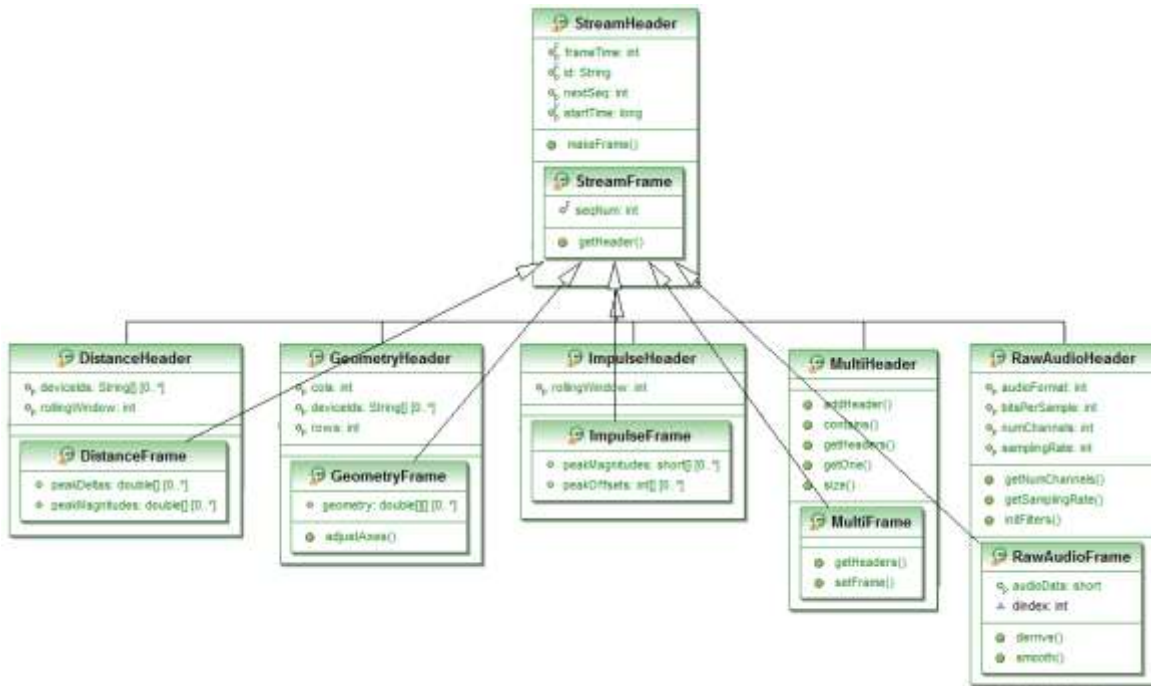 StreamHeader
frameTime: int
id: String
nextSeq: int
startTime: long
makeFrame()
StreamFrame
seqNum: int
getHeader()
DistanceHeader
deviceIds: String[] [0..*]
rollingWindow: int
DistanceFrame
peakDeltas: double[] [0..*]
peakMagnitudes: double[] [0..*]
GeometryHeader
cols: int
deviceIds: String[] [0..*]
rows: int
GeometryFrame
geometry: double[][] [0..*]
adjustAxes()
ImpulseHeader
rollingWindow: int
ImpulseFrame
peakMagnitudes: short[] [0..*]
peakOffsets: int[] [0..*]
MultiHeader
addHeader()
contains()
getHeaders()
getOne()
size()
MultiFrame
getHeaders()
setFrame()
RawAudioHeader
audioFormat: int
bitsPerSample: int
numChannels: int
samplingRate: int
getNumChannels()
getSamplingRate()
initFilters()
RawAudioFrame
audioData: short
dindex: int
derrive()
smooth()